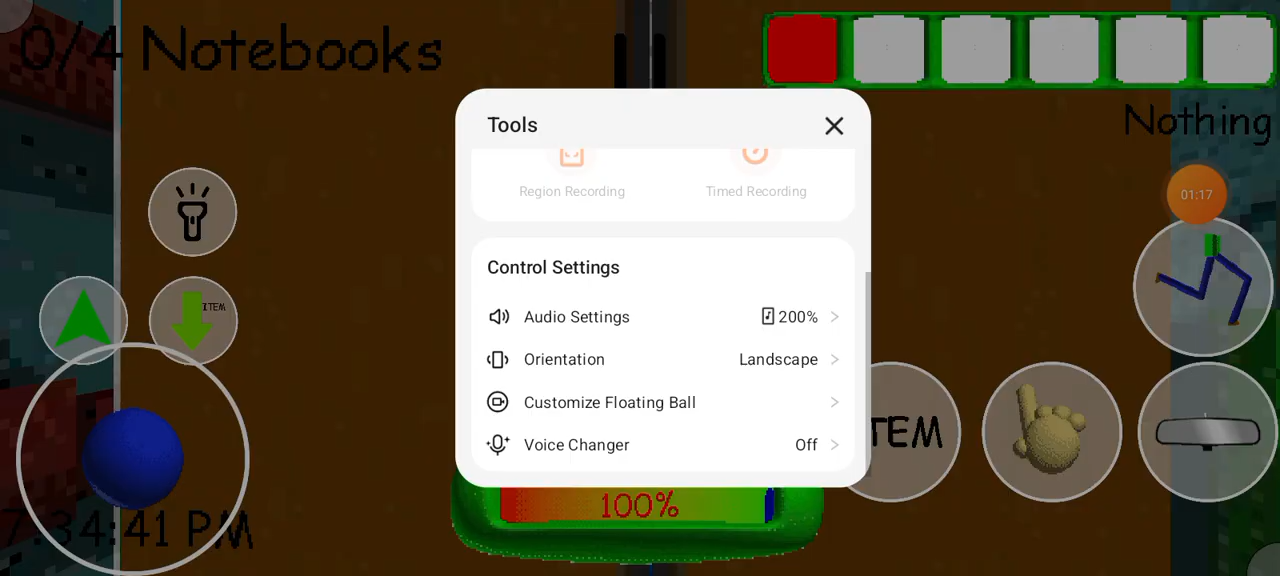 0/4 Notebooks
Nothing
Tools
Region Recording
Timed Recording
01:17
Control Settings
ITEM
Audio Settings 200%
Orientation Landscape
Customize Floating Ball
Voice Changer Off
TEM
100%
7:34:41 PM